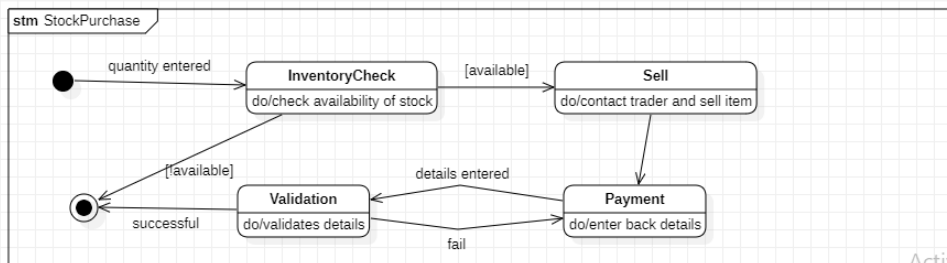 stm StockPurchase
quantity entered
InventoryCheck
do/check availability of stock
[available]
Sell
do/contact trader and sell item
[!available]
details entered
Validation
do/validates details
Payment
do/enter back details
successful
fail